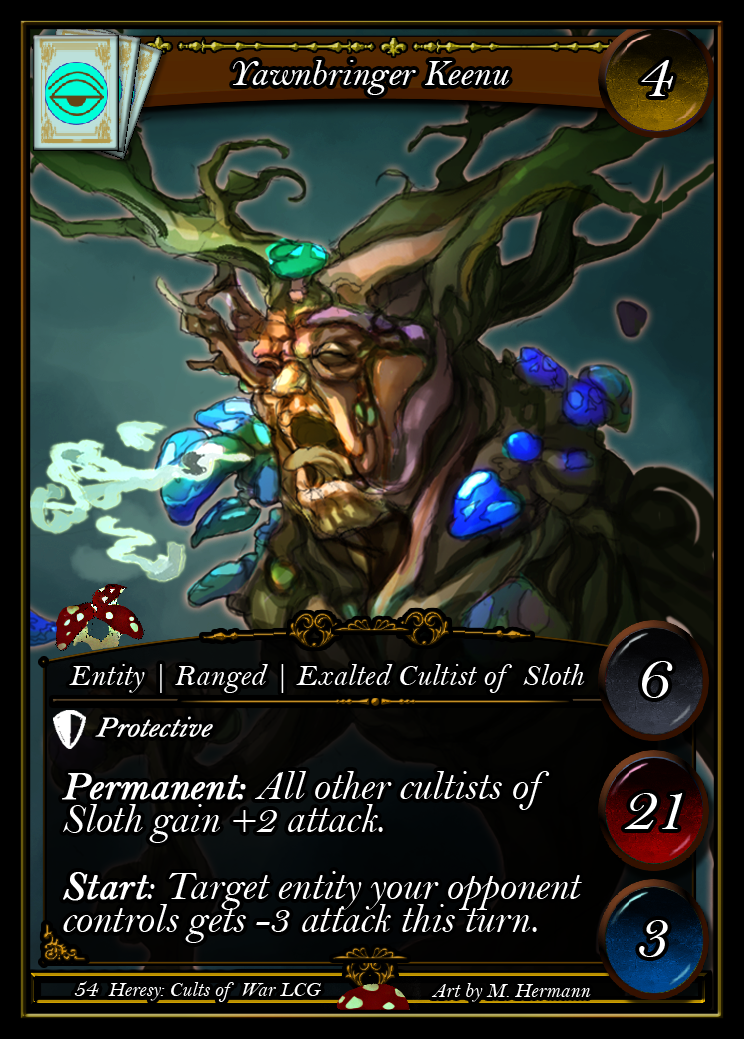 Yawnbringer Keenu
4
Entity | Ranged | Exalted Cultist of Sloth
6
Protective
Permanent: All other cultists of
Sloth gain +2 attack.
21
Start: Target entity your opponent
controls gets -3 attack this turn.
3
54 Heresy: Cults of War LCG
Art by M. Hermann